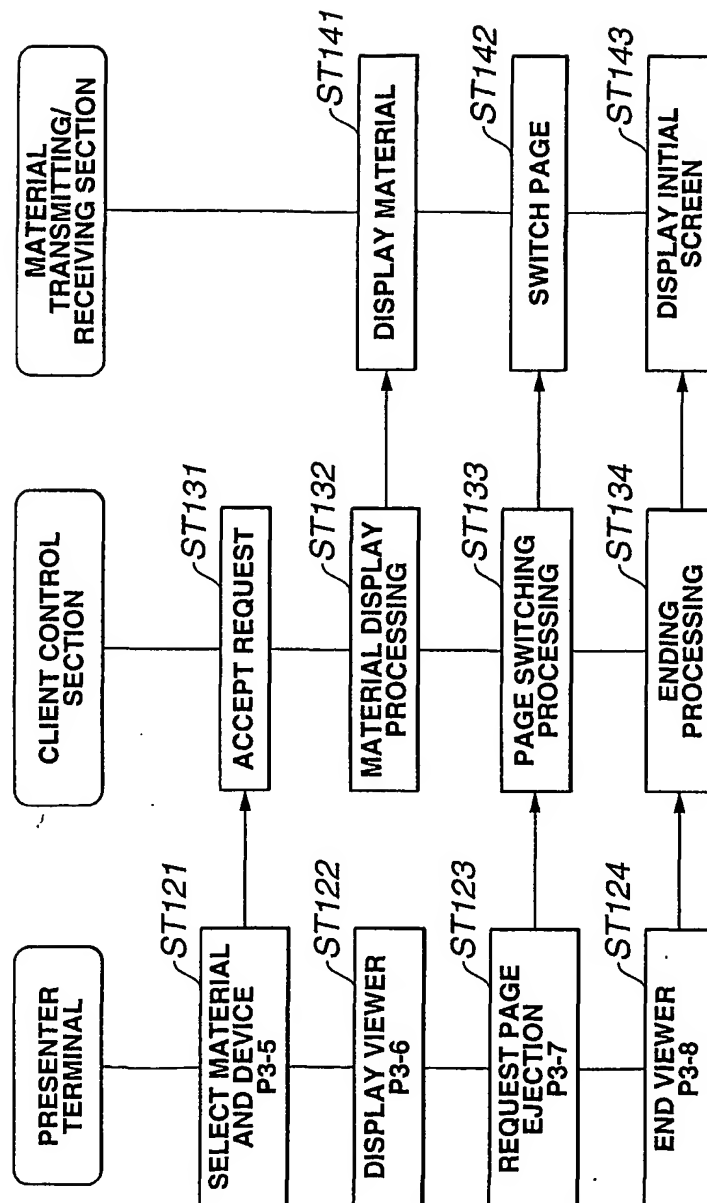 PRESENTER
TERMINAL
ST121
SELECT MATERIAL
AND DEVICE
P3-5
ST122
DISPLAY VIEWER
P3-6
ST123
REQUEST PAGE
EJECTION
P3-7
ST124
END VIEWER
P3-8
CLIENT CONTROL
SECTION
ST131
ACCEPT REQUEST
ST132
MATERIAL DISPLAY
PROCESSING
ST133
PAGE SWITCHING
PROCESSING
ST134
ENDING
PROCESSING
MATERIAL
TRANSMITTING/
RECEIVING SECTION
ST141
DISPLAY MATERIAL
ST142
SWITCH PAGE
ST143
DISPLAY INITIAL
SCREEN